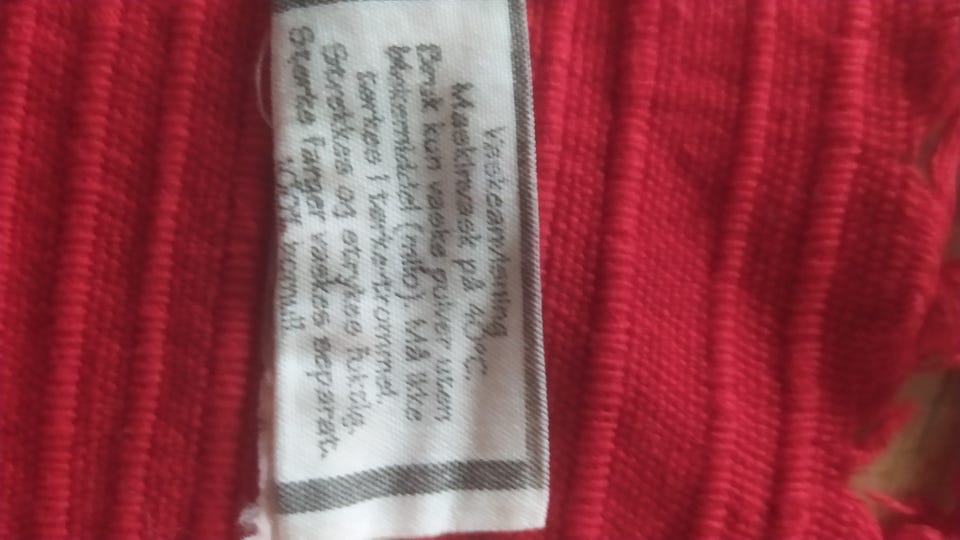 Vaskeanvisning
Maskinvask på 40°C.
Bruk kun vaske pulver uten
blekemiddel (milo). Må ikke
tørkes i tørketrommel.
Strekkes og strykes fuktig.
Sterke farger vaskes separat.
100% bomull